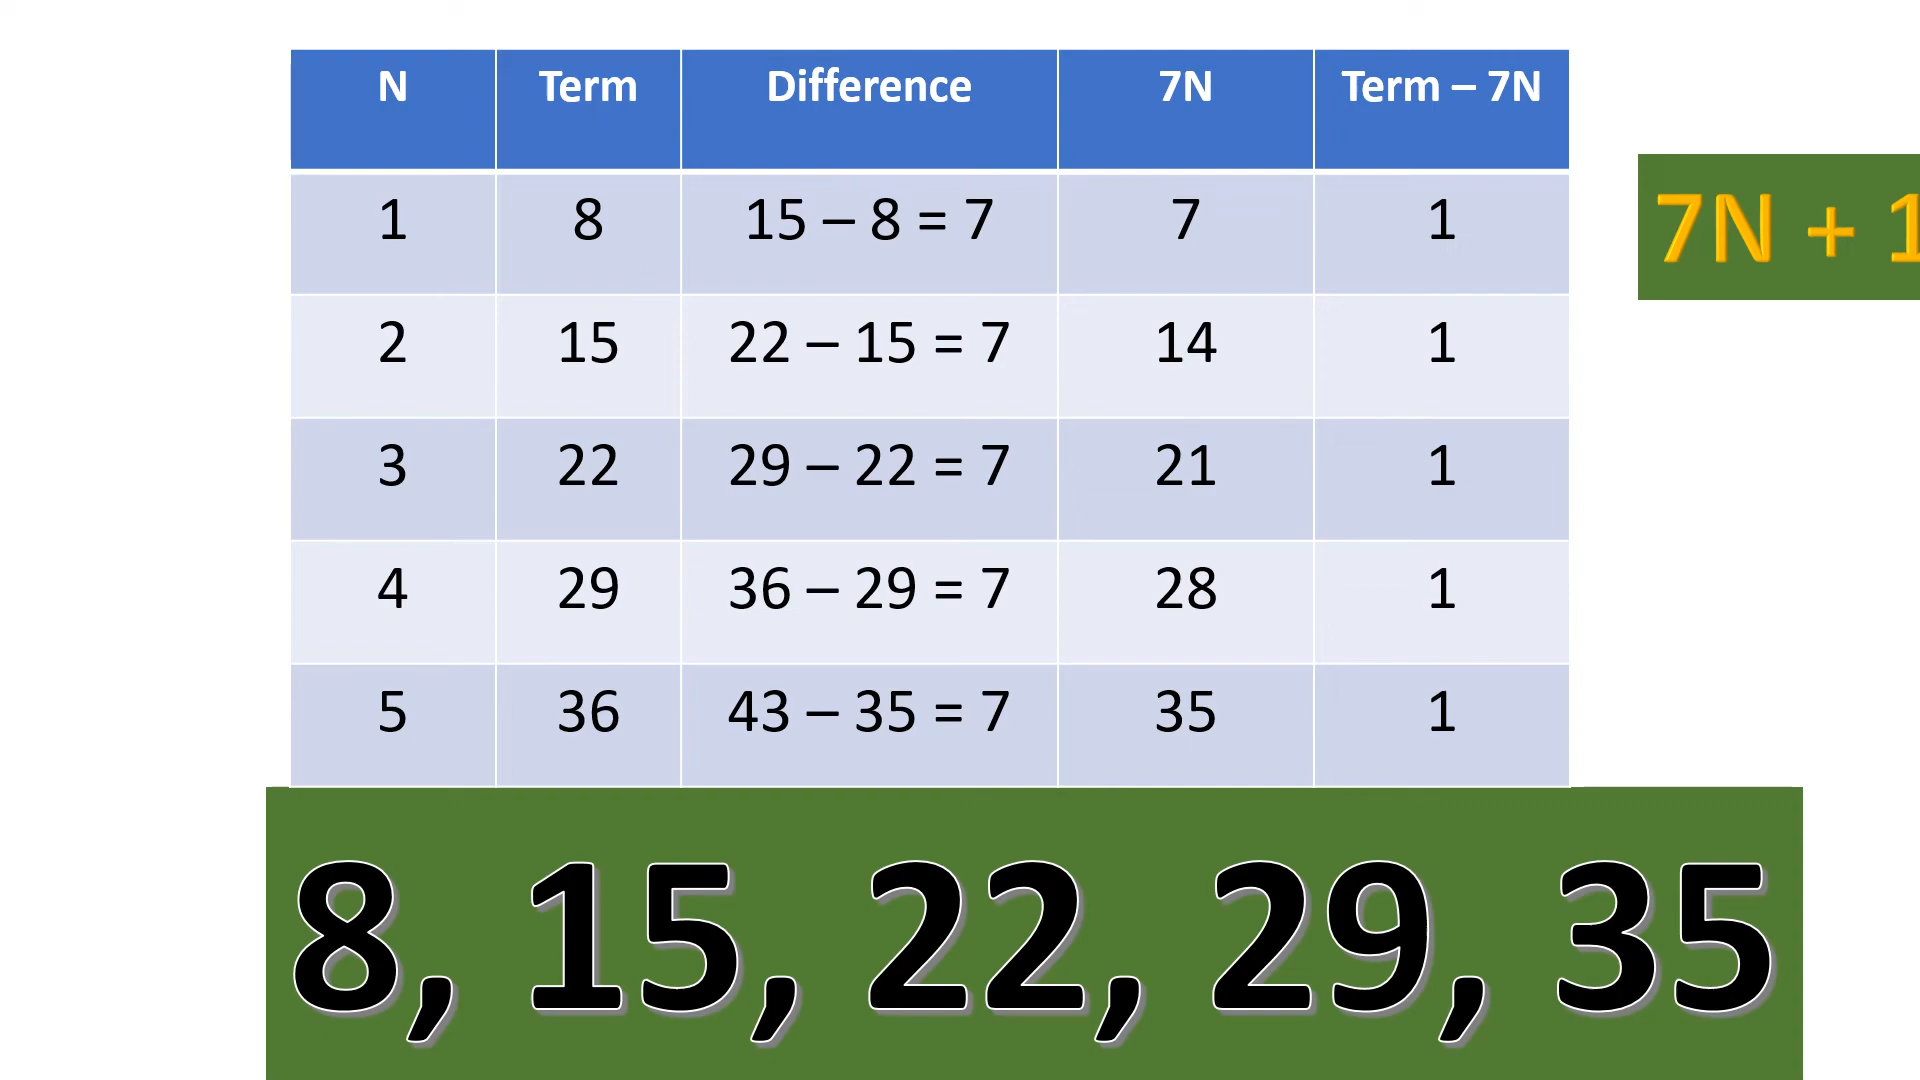 N Term Difference 7N Term – 7N
1 8 15 – 8 = 7 7 1
7N + 1
2 15 22 – 15 = 7 14 1
3 22 29 – 22 = 7 21 1
4 29 36 – 29 = 7 28 1
5 36 43 – 35 = 7 35 1
8, 15, 22, 29, 35